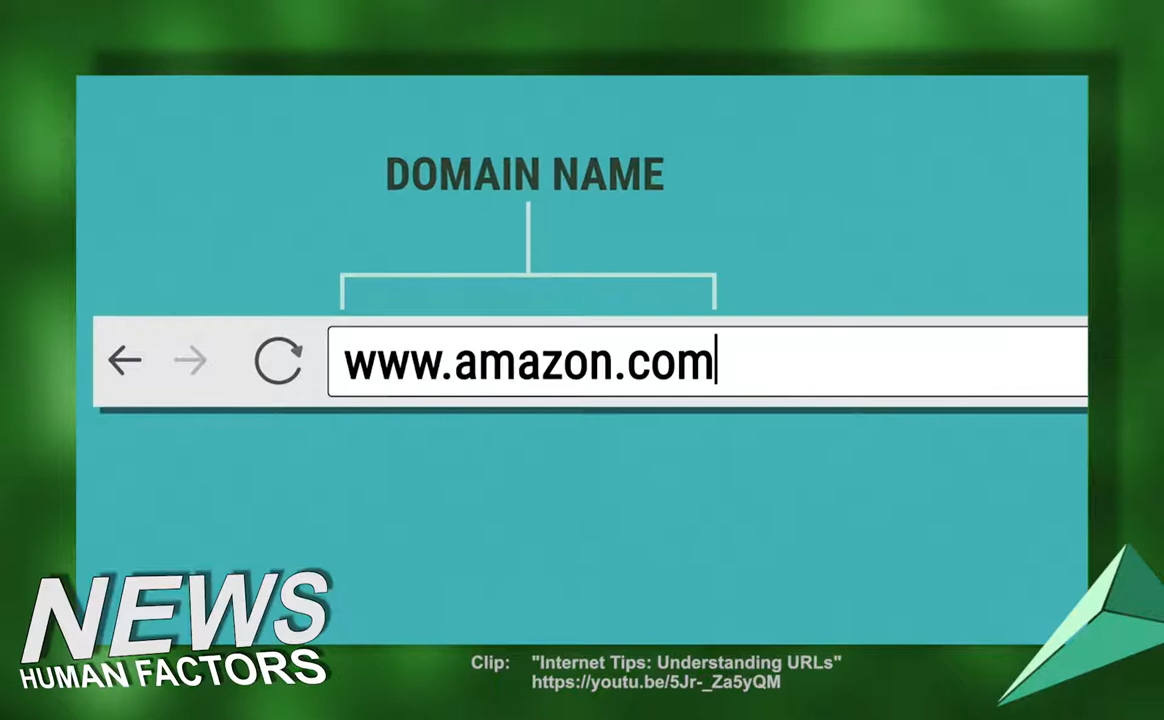 DOMAIN NAME
www.amazon.com
NEWS
HUMAN FACTORS
Clip: "Internet Tips: Understanding URLs"
https://youtu.be/5Jr-_Za5yQM